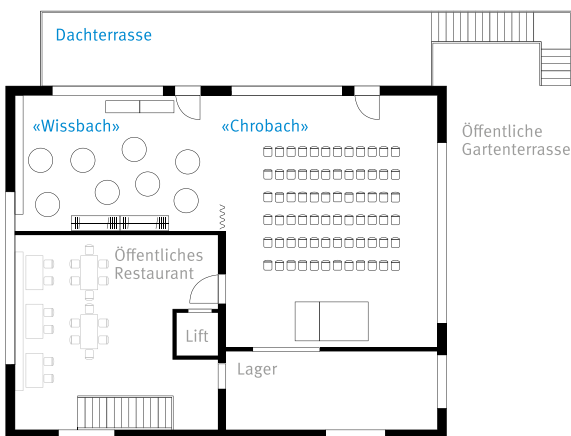 Dachterrasse
«Wissbach»
«Chrobach»
Öffentliche
Gartenterrasse
Öffentliches
Restaurant
Lift
Lager